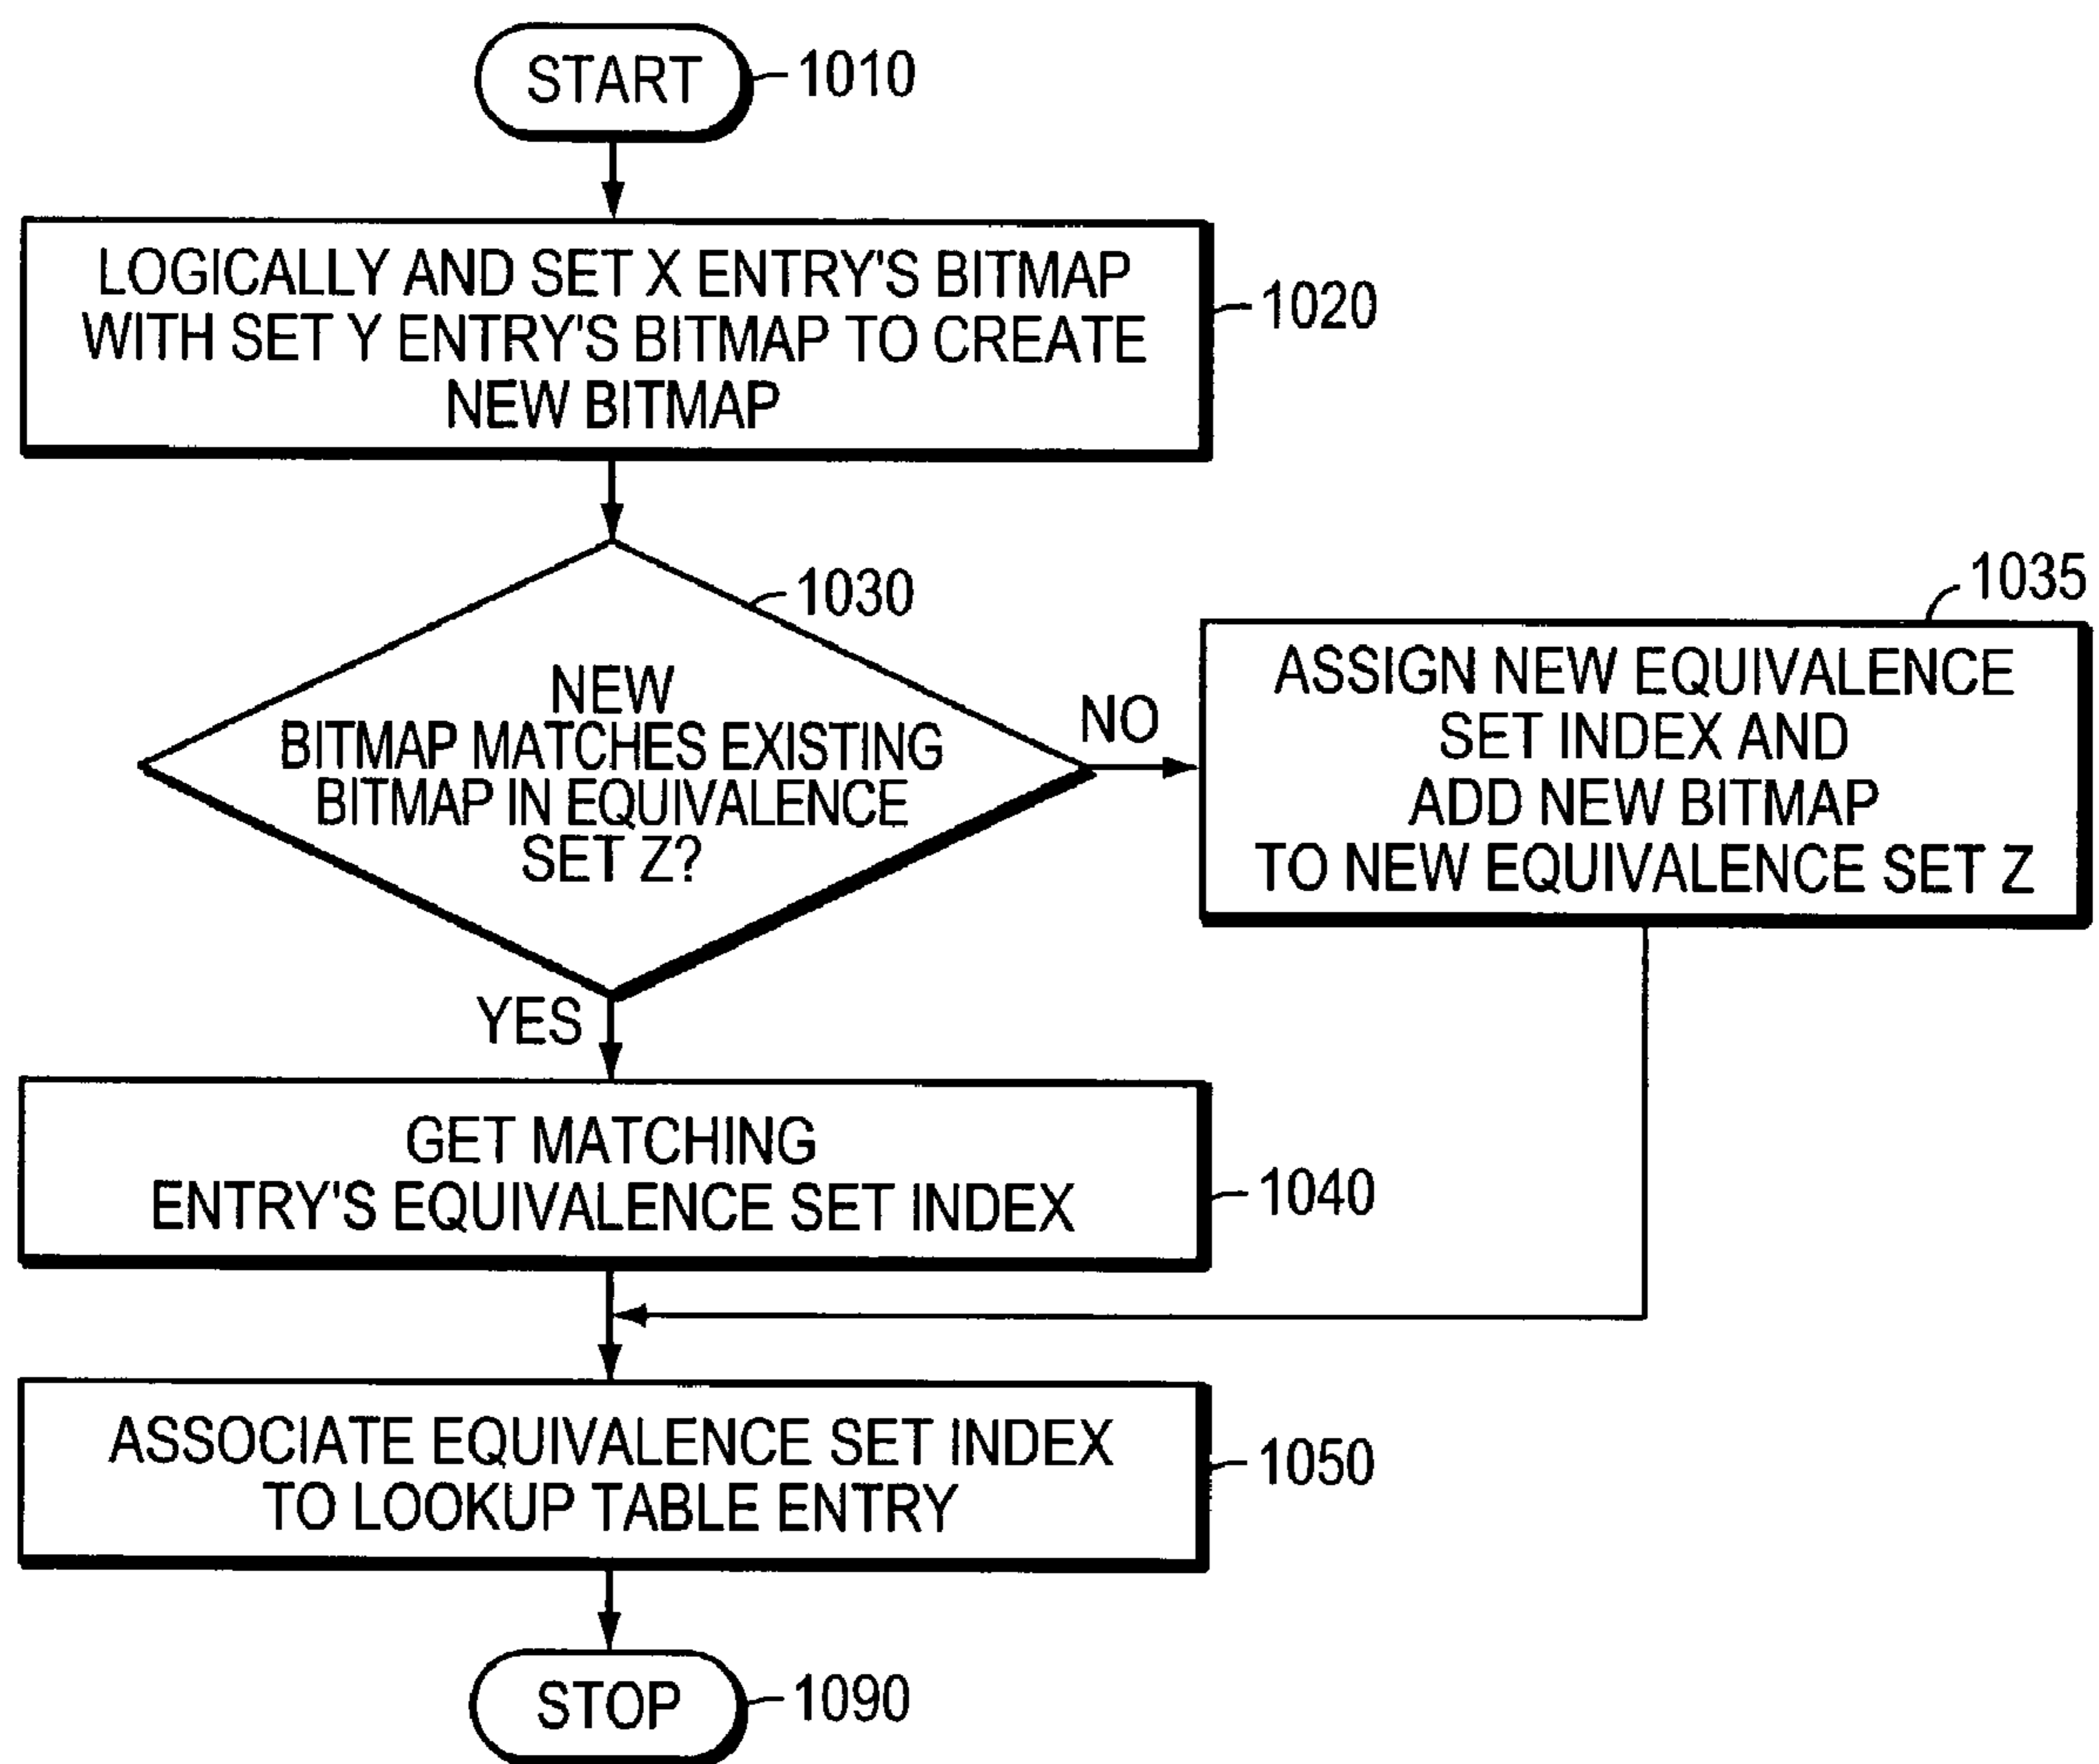 START
1010
LOGICALLY AND SET X ENTRY'S BITMAP
WITH SET Y ENTRY'S BITMAP TO CREATE
NEW BITMAP
1020
1030
NEW
BITMAP MATCHES EXISTING
BITMAP IN EQUIVALENCE
SET Z?
NO
1035
ASSIGN NEW EQUIVALENCE
SET INDEX AND
ADD NEW BITMAP
TO NEW EQUIVALENCE SET Z
YES
GET MATCHING
ENTRY'S EQUIVALENCE SET INDEX
1040
ASSOCIATE EQUIVALENCE SET INDEX
TO LOOKUP TABLE ENTRY
1050
STOP
1090